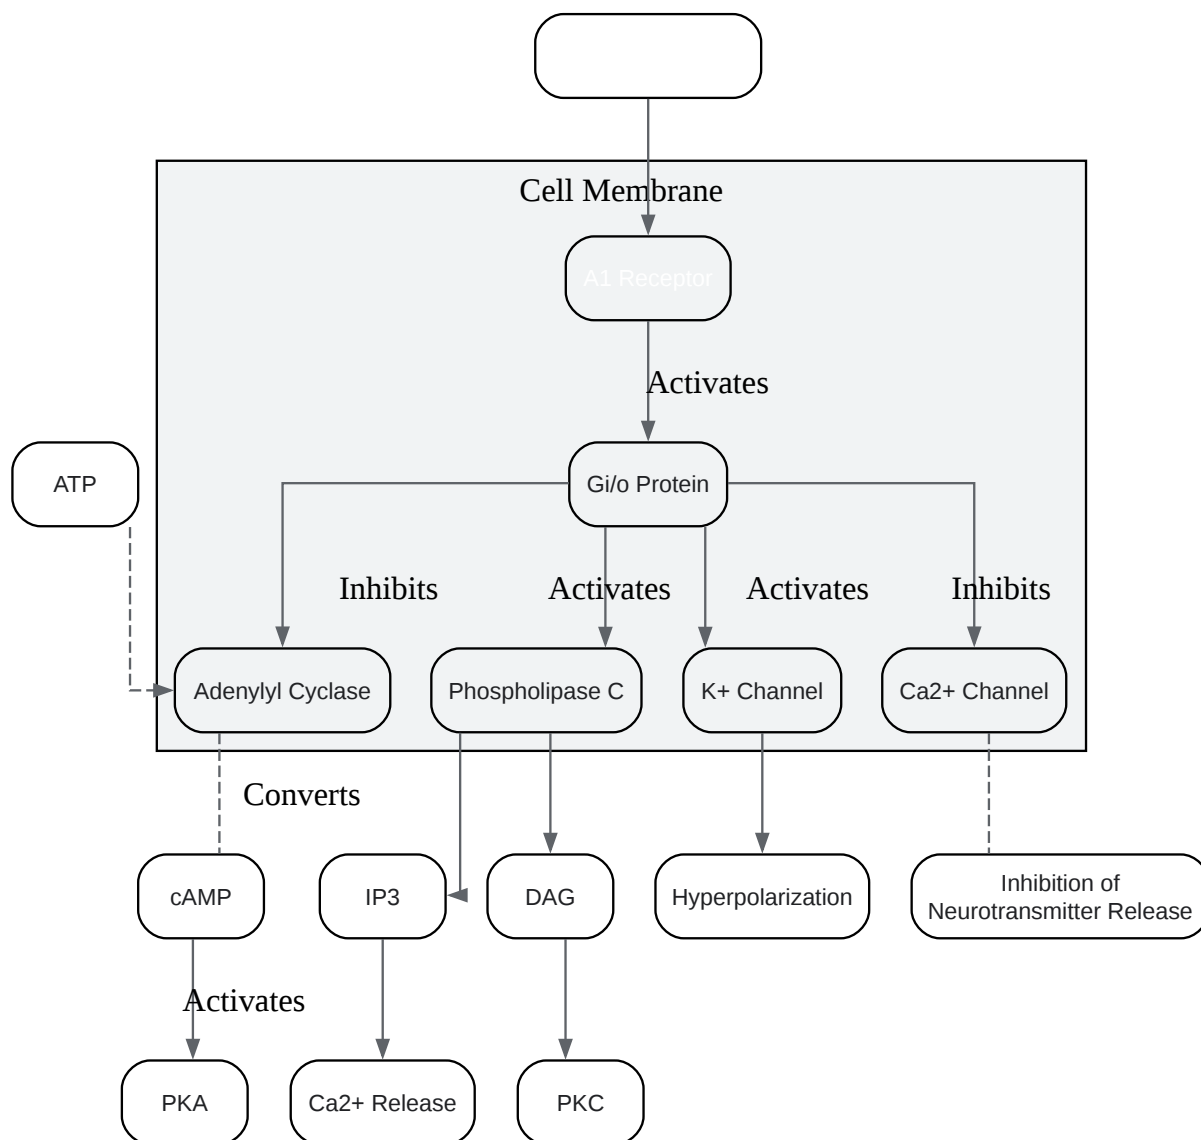 Cell Membrane
A1 Receptor
Activates
ATP
Gi/o Protein
Inhibits
Activates
Activates
Inhibits
Adenylyl Cyclase
Phospholipase C
K+ Channel
Ca2+ Channel
Converts
cAMP
IP3
DAG
Hyperpolarization
Inhibition of
Neurotransmitter Release
Activates
PKA
Ca2+ Release
PKC